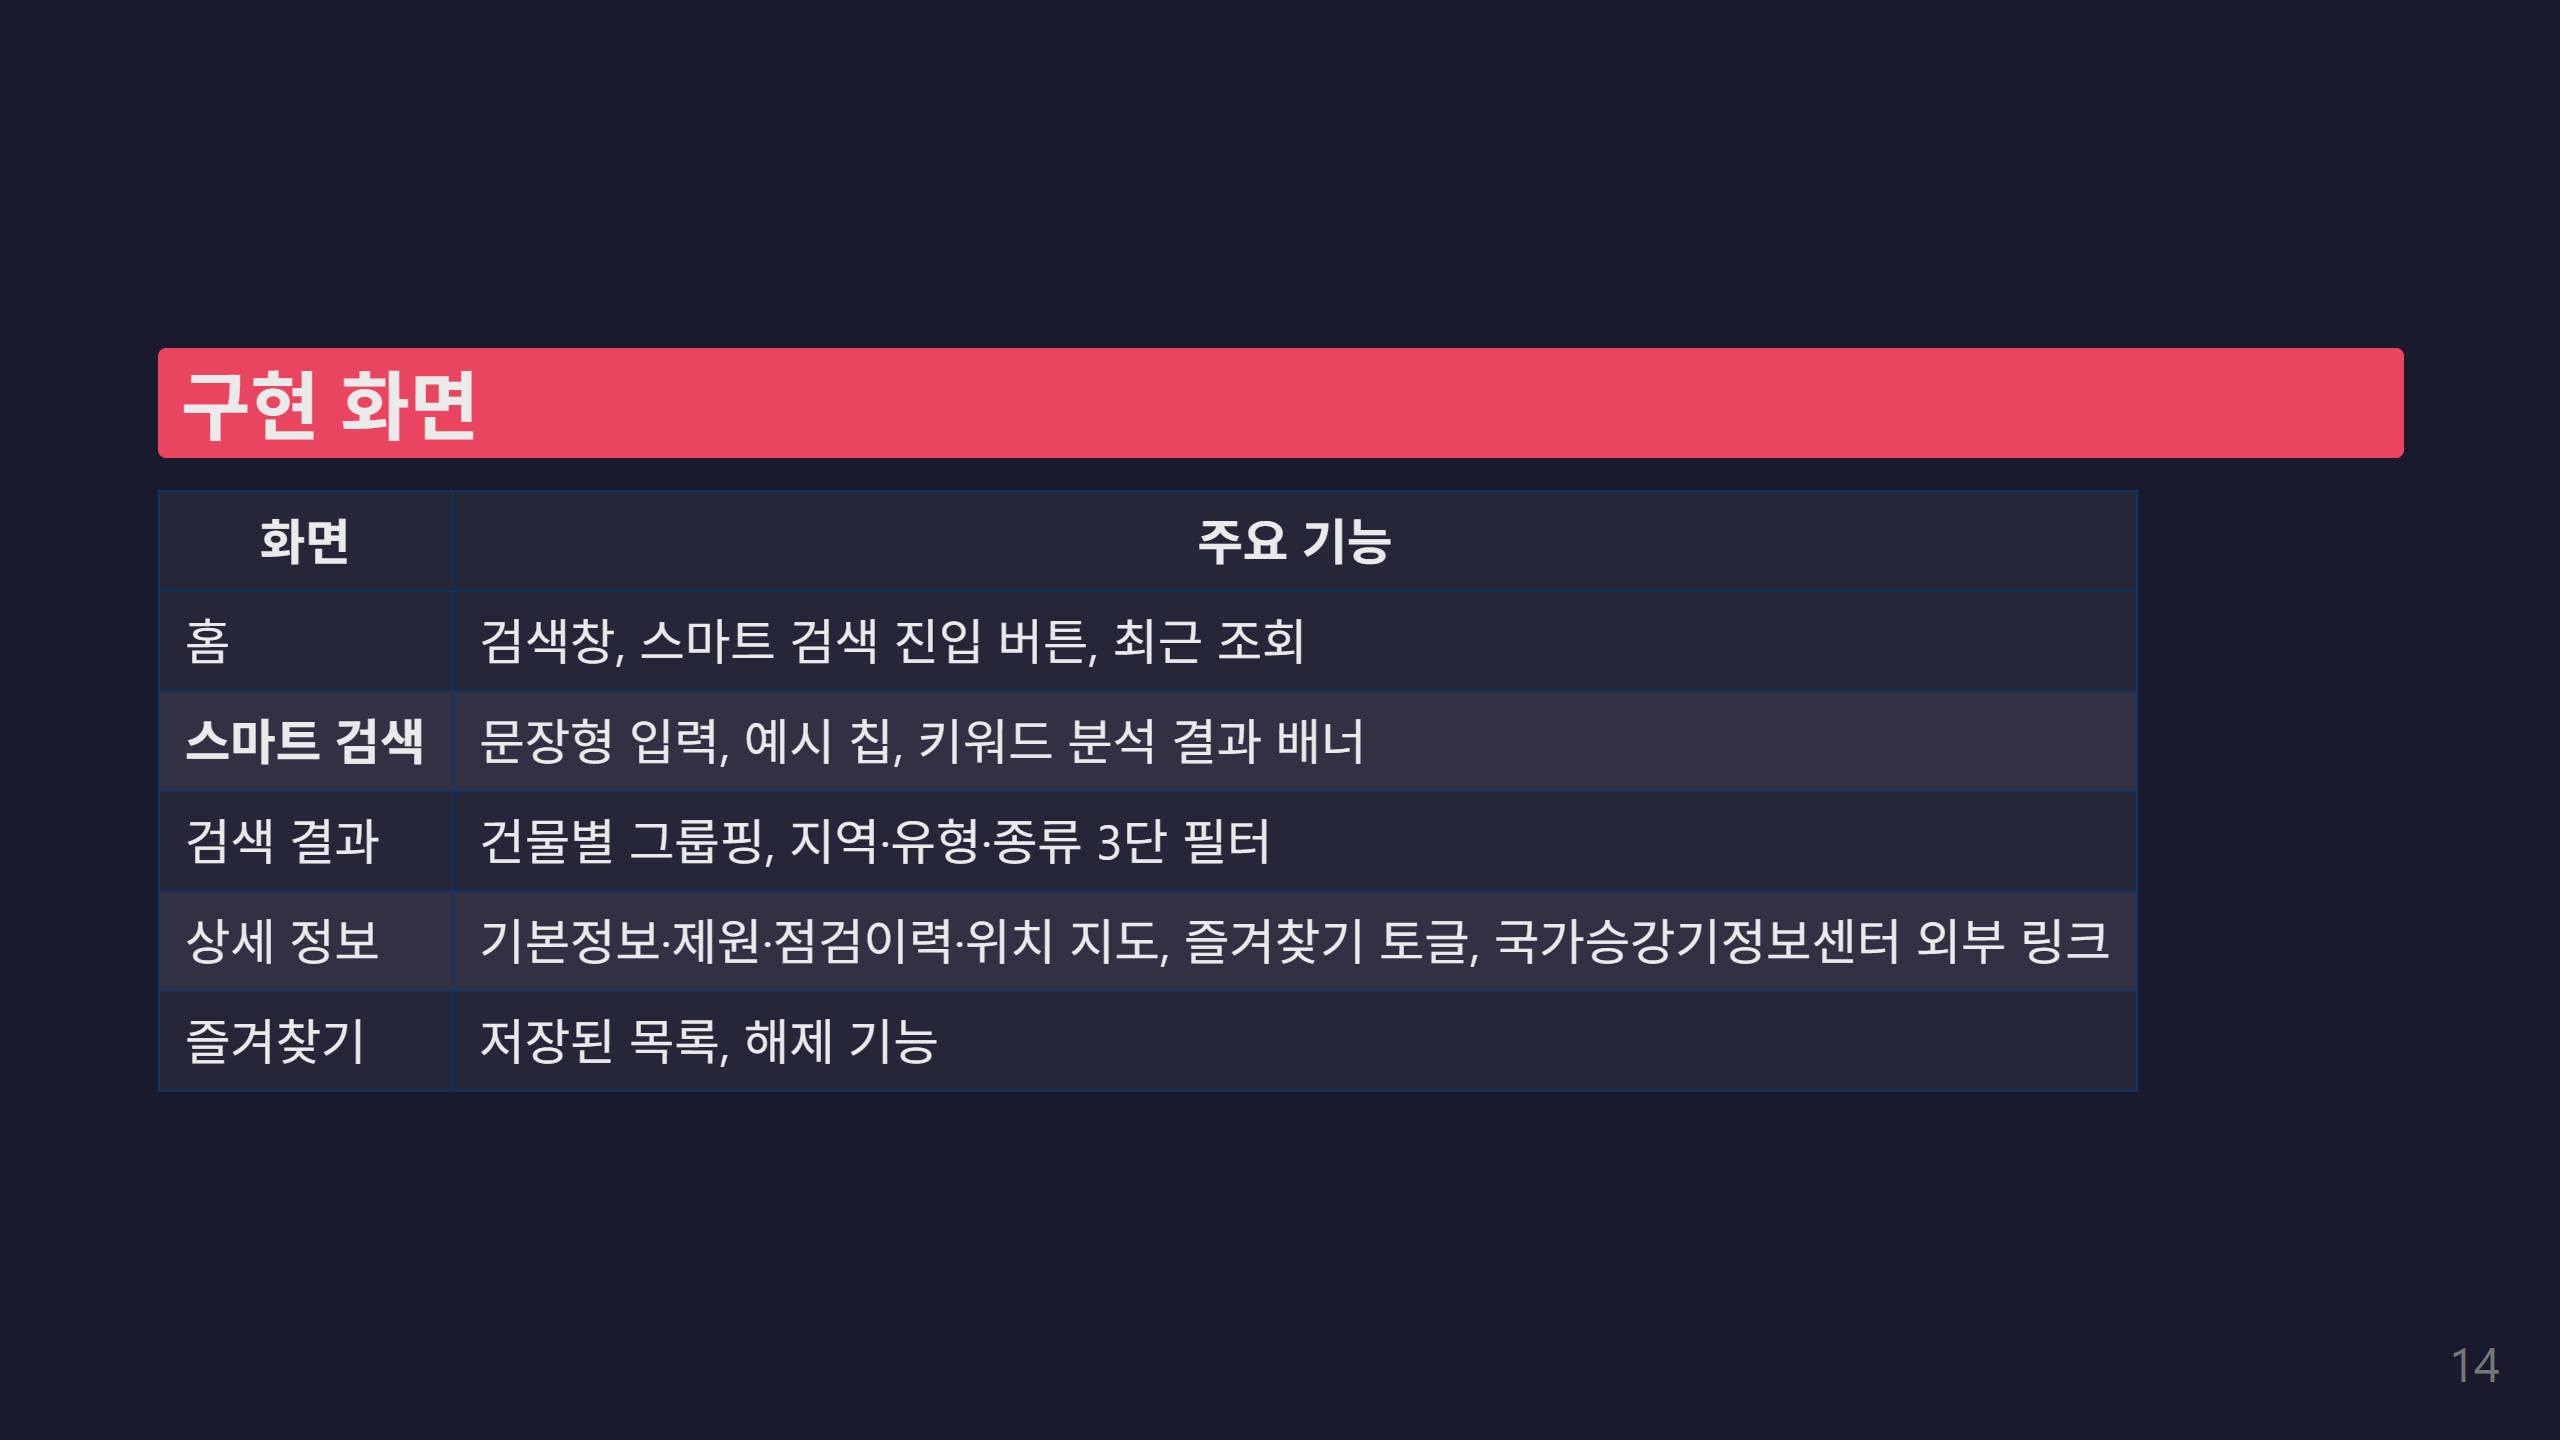 구현 화면
화면 주요 기능
홈 검색창, 스마트 검색 진입 버튼, 최근 조회
스마트 검색 문장형 입력, 예시 칩, 키워드 분석 결과 배너
검색 결과 건물별 그룹핑, 지역·유형·종류 3단 필터
상세 정보 기본정보·제원·점검이력·위치 지도, 즐겨찾기 토글, 국가승강기정보센터 외부 링크
즐겨찾기 저장된 목록, 해제 기능
14